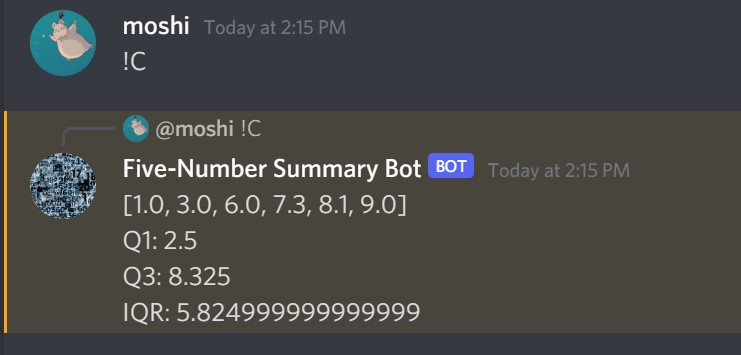 moshi Today at 2:15 PM
!C
@moshi !C
Five-Number Summary Bot BOT Today at 2:15 PM
[1.0, 3.0, 6.0, 7.3, 8.1, 9.0]
Q1: 2.5
Q3: 8.325
IQR: 5.824999999999999